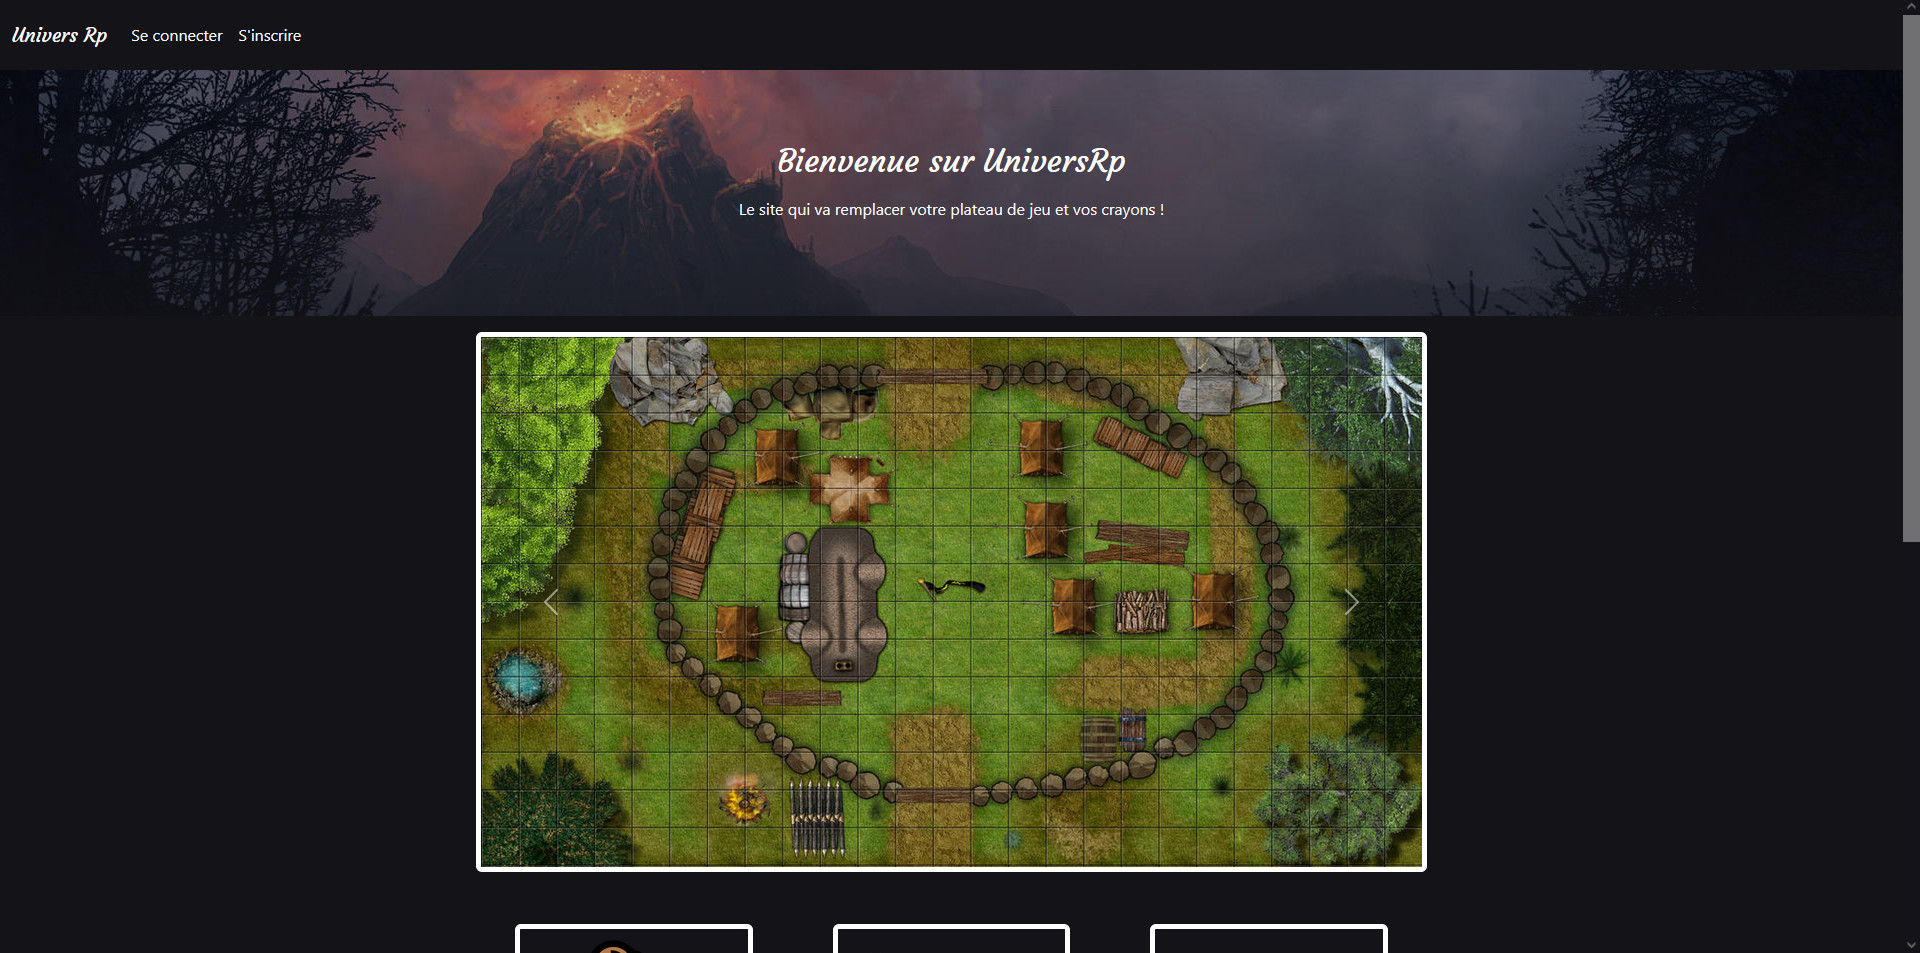 Univers Rp
Se connecter
S'inscrire
Bienvenue sur UniversRp
Le site qui va remplacer votre plateau de jeu et vos crayons !